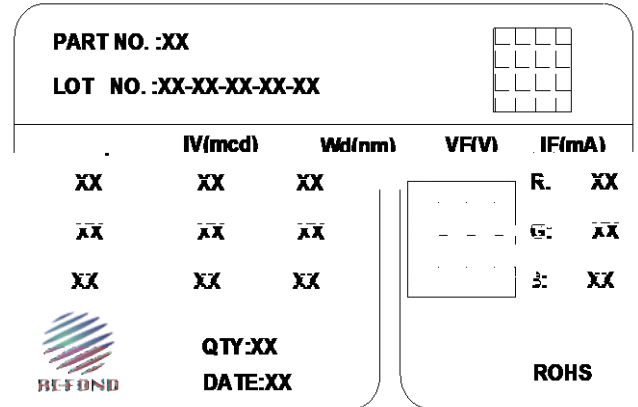 PART NO. :XX
LOT NO. :XX-XX-XX-XX-XX
IV(mcd) Wd(nm) VF(V) IF(mA)
XX XX XX R. XX
XX XX XX G: XX
XX XX XX B: XX
REFOND
QTY:XX
DATE:XX
ROHS